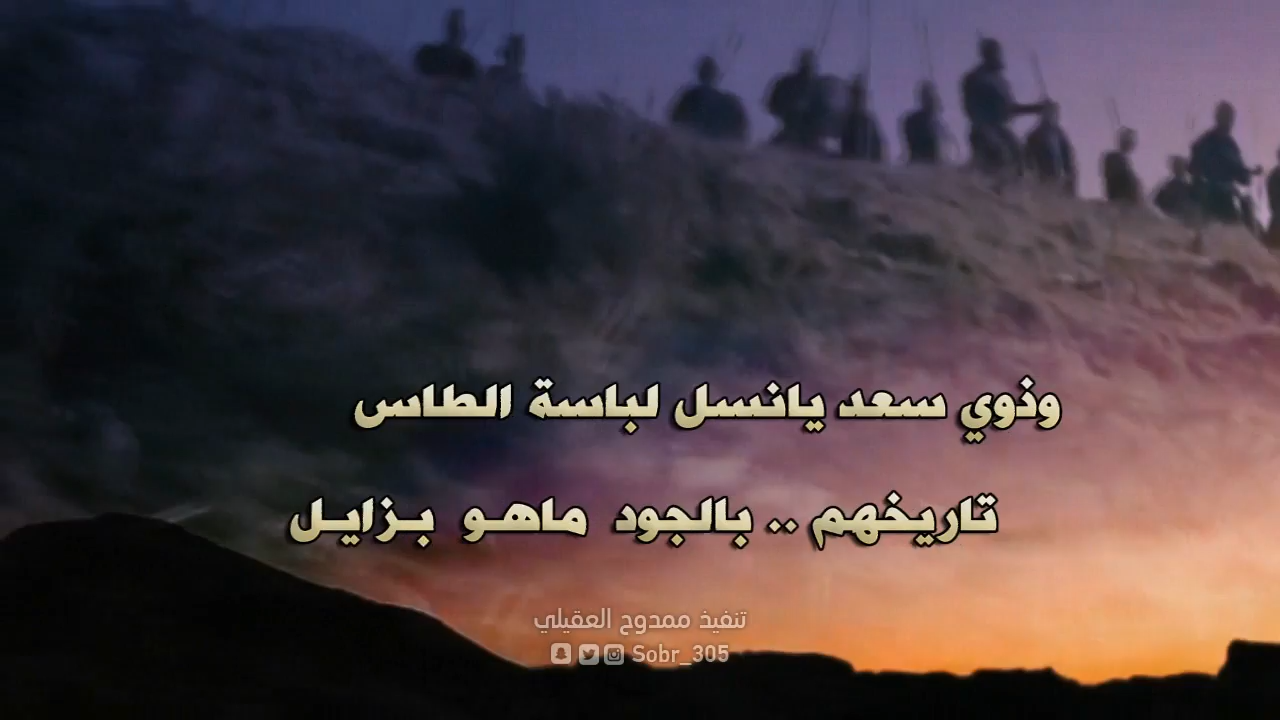 وذوي سعد يانسل لباسة الطاس
تاريخهم .. بالجود ماهو بزايل
تنفيذ ممدوح العقيلي
Sobr_305